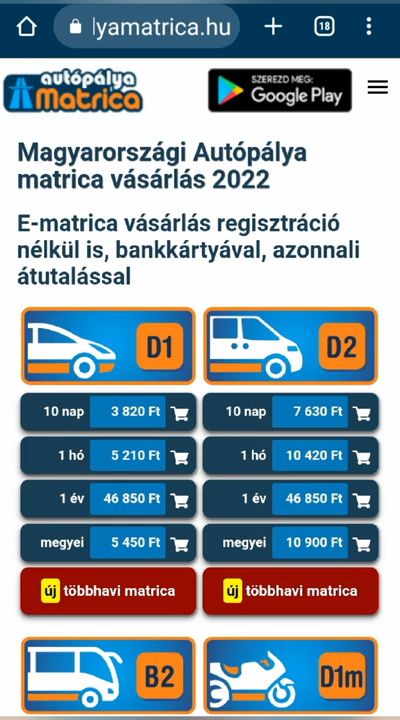 lyamatrica.hu
18
autópálya
matrica
SZEREZD MEG:
Google Play
Magyarországi Autópálya
matrica vásárlás 2022
E-matrica vásárlás regisztráció
nélkül is, bankkártyával, azonnali
átutalással
D1
D2
10 nap 3 820 Ft
10 nap 7 630 Ft
1 hó 5 210 Ft
1 hó 10 420 Ft
1 év 46 850 Ft
1 év 46 850 Ft
megyei 5 450 Ft
megyei 10 900 Ft
új többhavi matrica
új többhavi matrica
B2
D1m